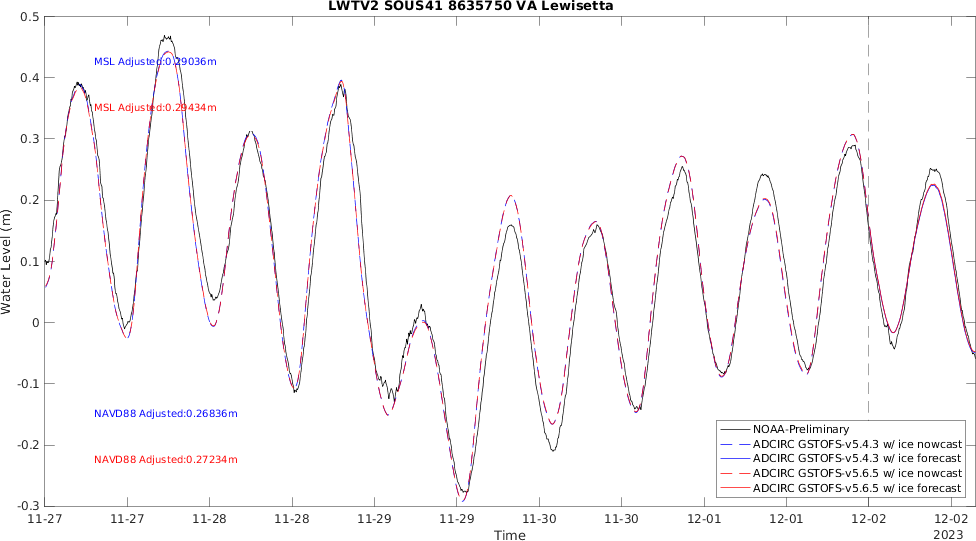 LWTV2 SOUS41 8635750 VA Lewisetta
0.5
0.4
0.3
0.2
0.1
0
-0.1
-0.2
-0.3
Water Level (m)
MSL Adjusted:0.29036m
MSL Adjusted:0.29434m
NAVD88 Adjusted:0.26836m
NAVD88 Adjusted:0.27234m
NOAA-Preliminary
ADCIRC GSTOFS-v5.4.3 w/ ice nowcast
ADCIRC GSTOFS-v5.4.3 w/ ice forecast
ADCIRC GSTOFS-v5.6.5 w/ ice nowcast
ADCIRC GSTOFS-v5.6.5 w/ ice forecast
11-27 11-27 11-28 11-28 11-29 11-29 11-30 11-30 12-01 12-01 12-02 12-02
Time
2023